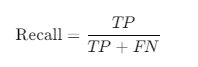 Recall = TP / TP + FN